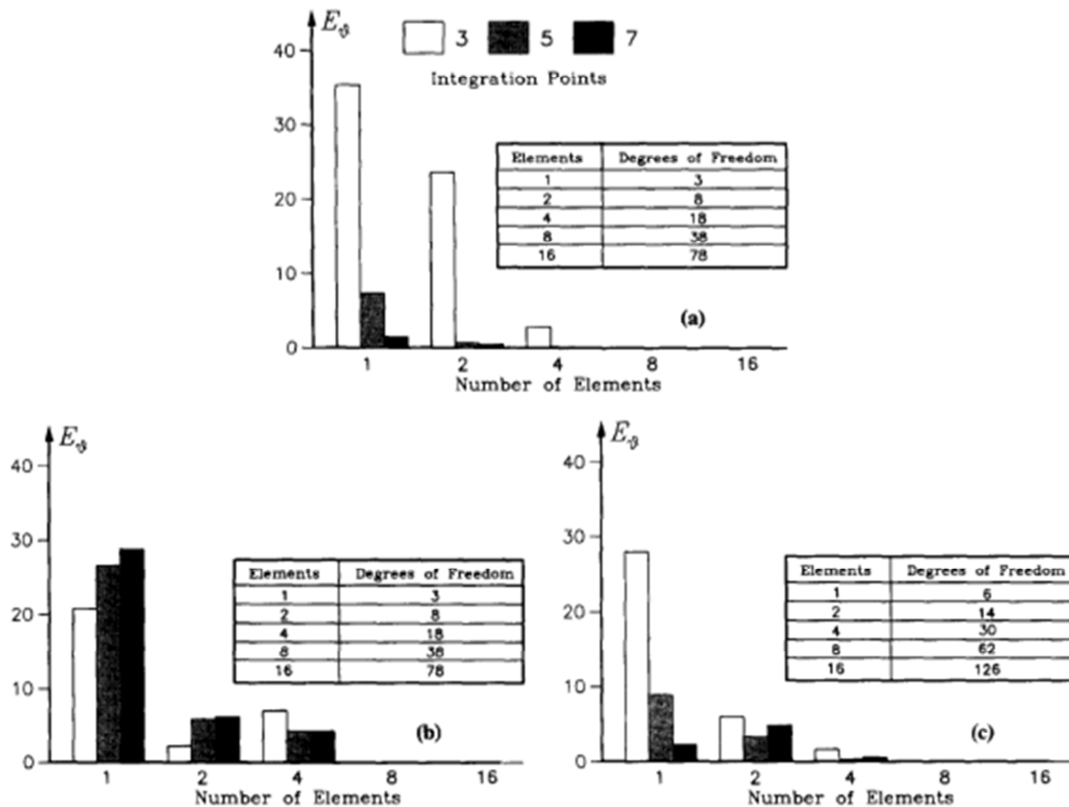 E_ϑ
3 5 7
Integration Points
40
30
20
10
0
Elements Degrees of Freedom
1 3
2 8
4 18
8 38
16 78
(a)
1 2 4 8 16
Number of Elements
E_ϑ
40
30
20
10
0
Elements Degrees of Freedom
1 3
2 8
4 18
8 38
16 78
(b)
1 2 4 8 16
Number of Elements
E_ϑ
40
30
20
10
0
Elements Degrees of Freedom
1 6
2 14
4 30
8 62
16 126
(c)
1 2 4 8 16
Number of Elements